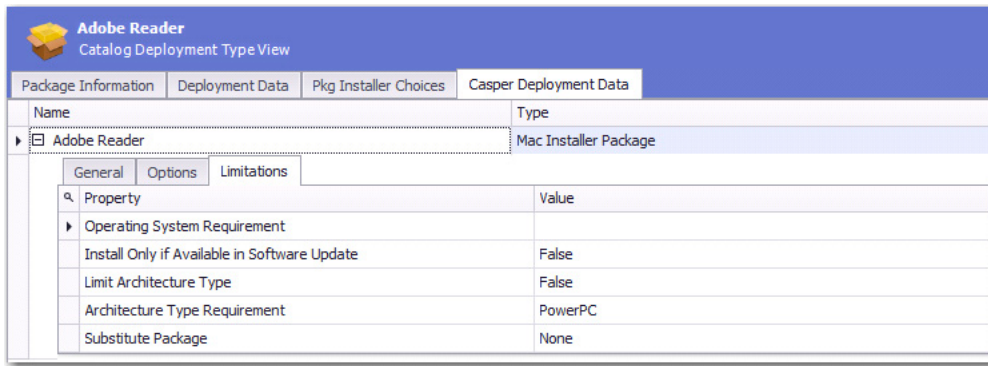 Adobe Reader
Catalog Deployment Type View
Package Information Deployment Data Pkg Installer Choices Casper Deployment Data
Name Type
Adobe Reader Mac Installer Package
General Options Limitations
Property Value
Operating System Requirement
Install Only if Available in Software Update False
Limit Architecture Type False
Architecture Type Requirement PowerPC
Substitute Package None